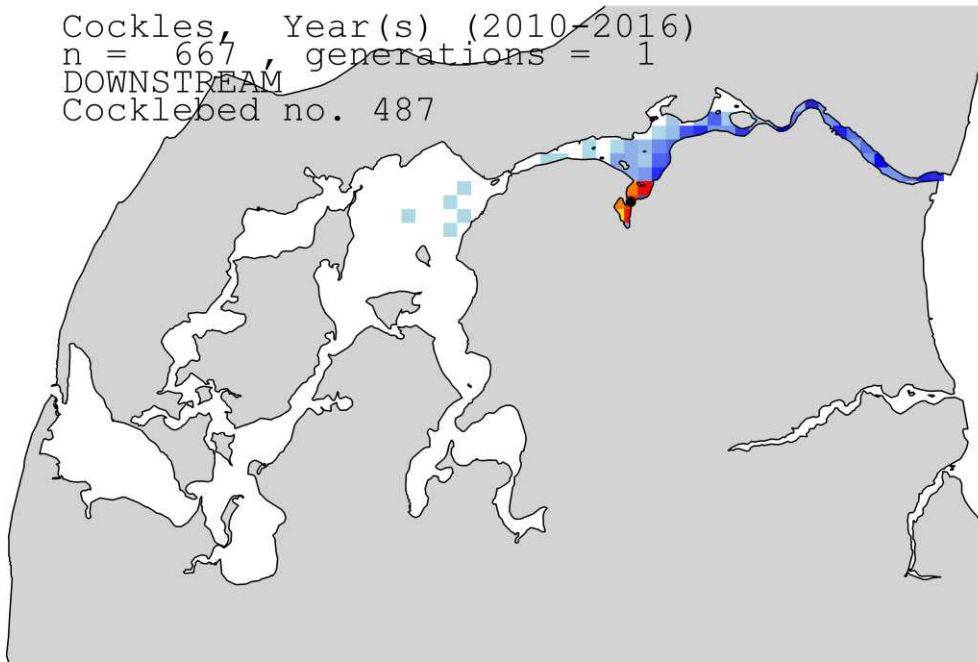 Cockles, Year(s) (2010-2016)
n = 667 , generations = 1
DOWNSTREAM
Cocklebed no. 487